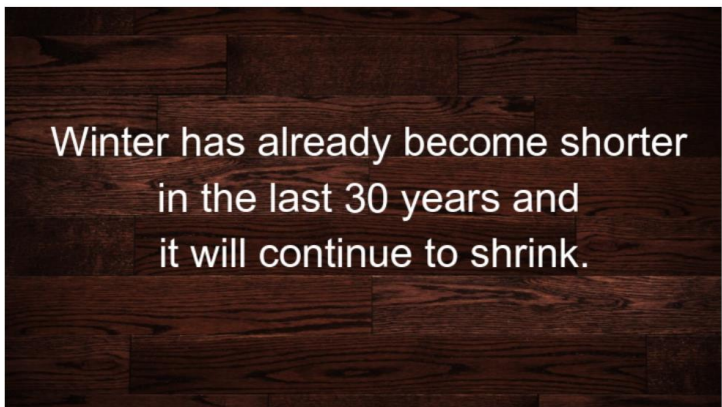 Winter has already become shorter
in the last 30 years and
it will continue to shrink.